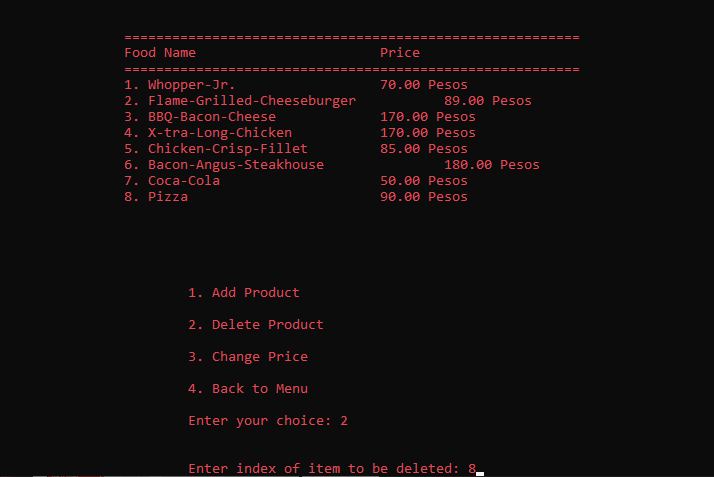 =========================================================
Food Name Price
=========================================================
1. Whopper-Jr. 70.00 Pesos
2. Flame-Grilled-Cheeseburger 89.00 Pesos
3. BBQ-Bacon-Cheese 170.00 Pesos
4. X-tra-Long-Chicken 170.00 Pesos
5. Chicken-Crisp-Fillet 85.00 Pesos
6. Bacon-Angus-Steakhouse 180.00 Pesos
7. Coca-Cola 50.00 Pesos
8. Pizza 90.00 Pesos
1. Add Product
2. Delete Product
3. Change Price
4. Back to Menu
Enter your choice: 2
Enter index of item to be deleted: 8